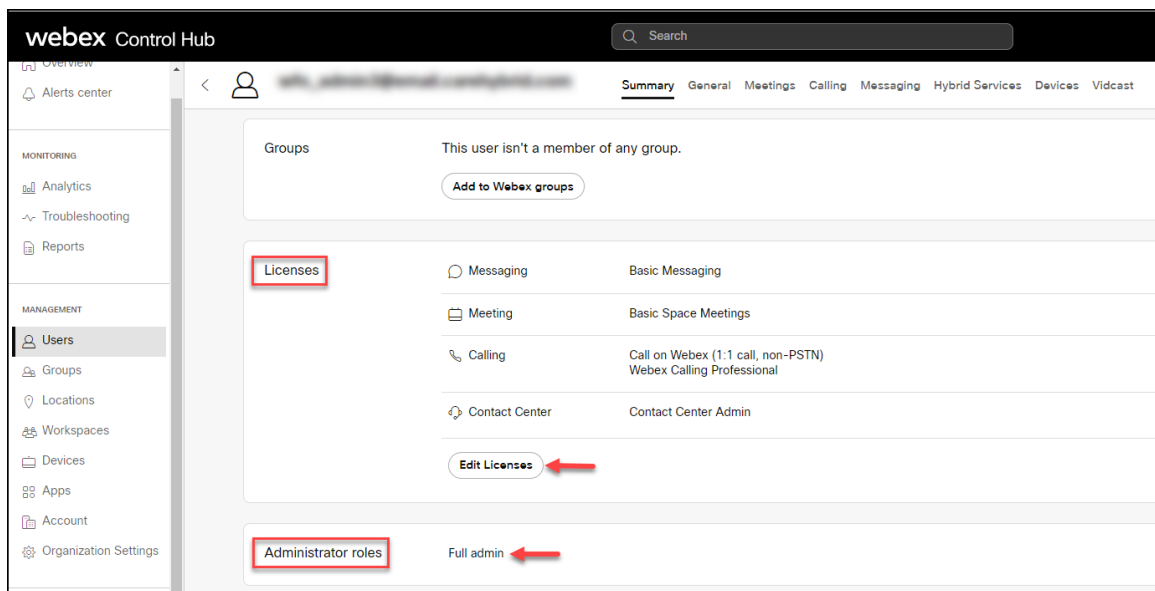 webex Control Hub
Search
Overview
Alerts center
MONITORING
Analytics
Troubleshooting
Reports
MANAGEMENT
Users
Groups
Locations
Workspaces
Devices
Apps
Account
Organization Settings
Summary General Meetings Calling Messaging Hybrid Services Devices Vidcast
Groups
This user isn't a member of any group.
Add to Webex groups
Licenses
Messaging Basic Messaging
Meeting Basic Space Meetings
Calling Call on Webex (1:1 call, non-PSTN)
Webex Calling Professional
Contact Center Contact Center Admin
Edit Licenses
Administrator roles Full admin